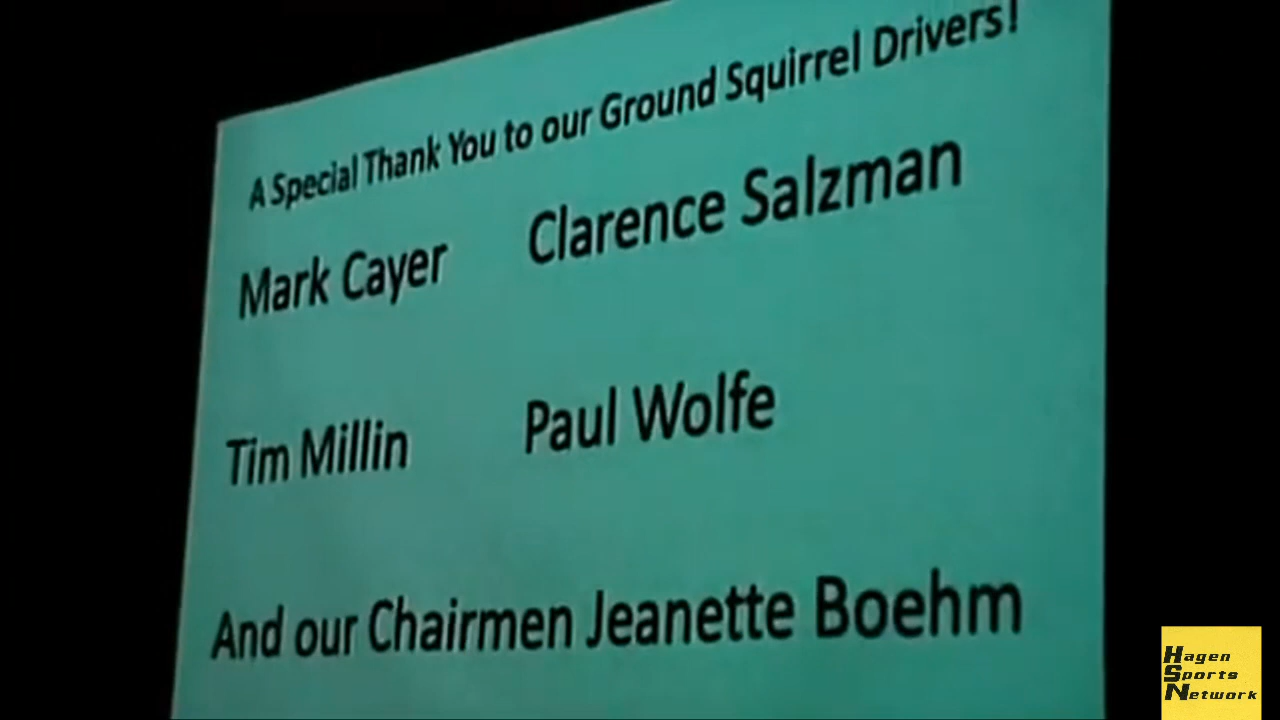 A Special Thank You to our Ground Squirrel Drivers!
Mark Cayer Clarence Salzman
Tim Millin Paul Wolfe
And our Chairmen Jeanette Boehm
Hagen
Sports
Network